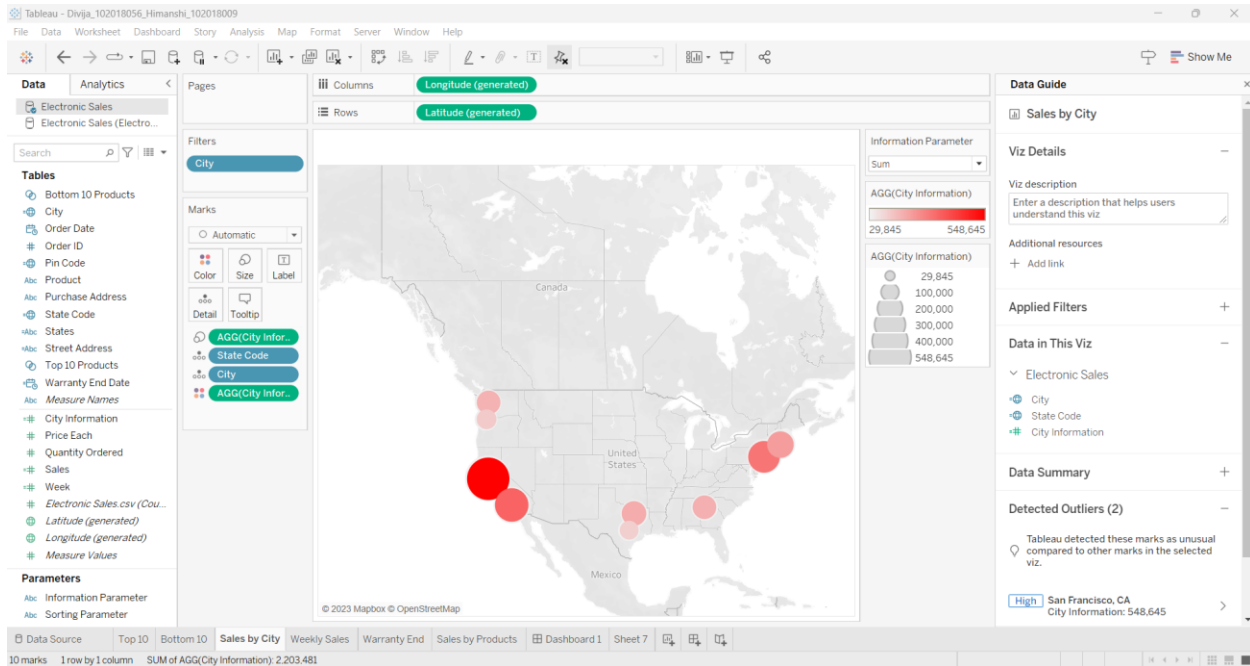 Tableau - Divija_102018056_Himanshi_102018009
File Data Worksheet Dashboard Story Analysis Map Format Server Window Help
Show Me
Data Analytics
Electronic Sales
Electronic Sales (Electro...
Search
Tables
Bottom 10 Products
City
Order Date
# Order ID
Pin Code
Abc Product
Abc Purchase Address
State Code
=Abc States
=Abc Street Address
Top 10 Products
Warranty End Date
Abc Measure Names
=# City Information
# Price Each
# Quantity Ordered
=# Sales
=# Week
# Electronic Sales.csv (Cou...
Latitude (generated)
Longitude (generated)
# Measure Values
Parameters
Abc Information Parameter
Abc Sorting Parameter
Pages
Filters
City
Marks
Automatic
Color Size Label
Detail Tooltip
AGG(City Infor..
State Code
City
AGG(City Infor..
Columns Longitude (generated)
Rows Latitude (generated)
Canada
United
States
Mexico
© 2023 Mapbox © OpenStreetMap
Information Parameter
Sum
AGG(City Information)
29,845 548,645
AGG(City Information)
29,845
100,000
200,000
300,000
400,000
548,645
Data Guide
Sales by City
Viz Details
Viz description
Enter a description that helps users
understand this viz
Additional resources
+ Add link
Applied Filters
Data in This Viz
Electronic Sales
City
State Code
=# City Information
Data Summary
Detected Outliers (2)
Tableau detected these marks as unusual
compared to other marks in the selected
viz.
High San Francisco, CA
City Information: 548,645
Data Source Top 10 Bottom 10 Sales by City Weekly Sales Warranty End Sales by Products Dashboard 1 Sheet 7
10 marks 1 row by 1 column SUM of AGG(City Information): 2,203,481